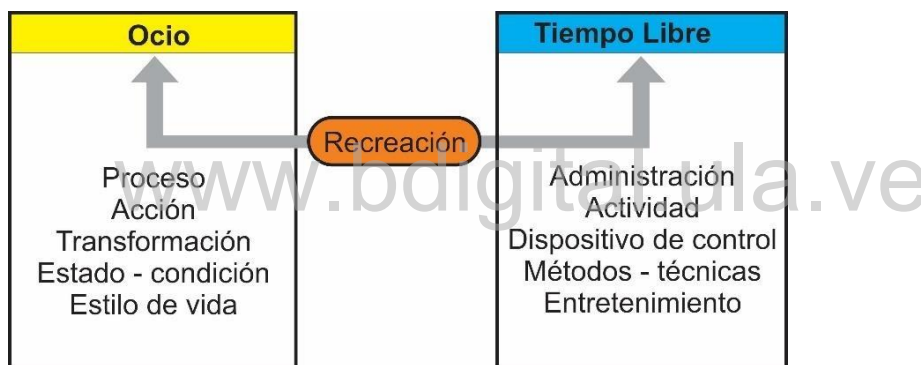 Ocio
Tiempo Libre
Recreación
Proceso
Acción
Transformación
Estado - condición
Estilo de vida
Administración
Actividad
Dispositivo de control
Métodos - técnicas
Entretenimiento
www.bdigital.ula.ve